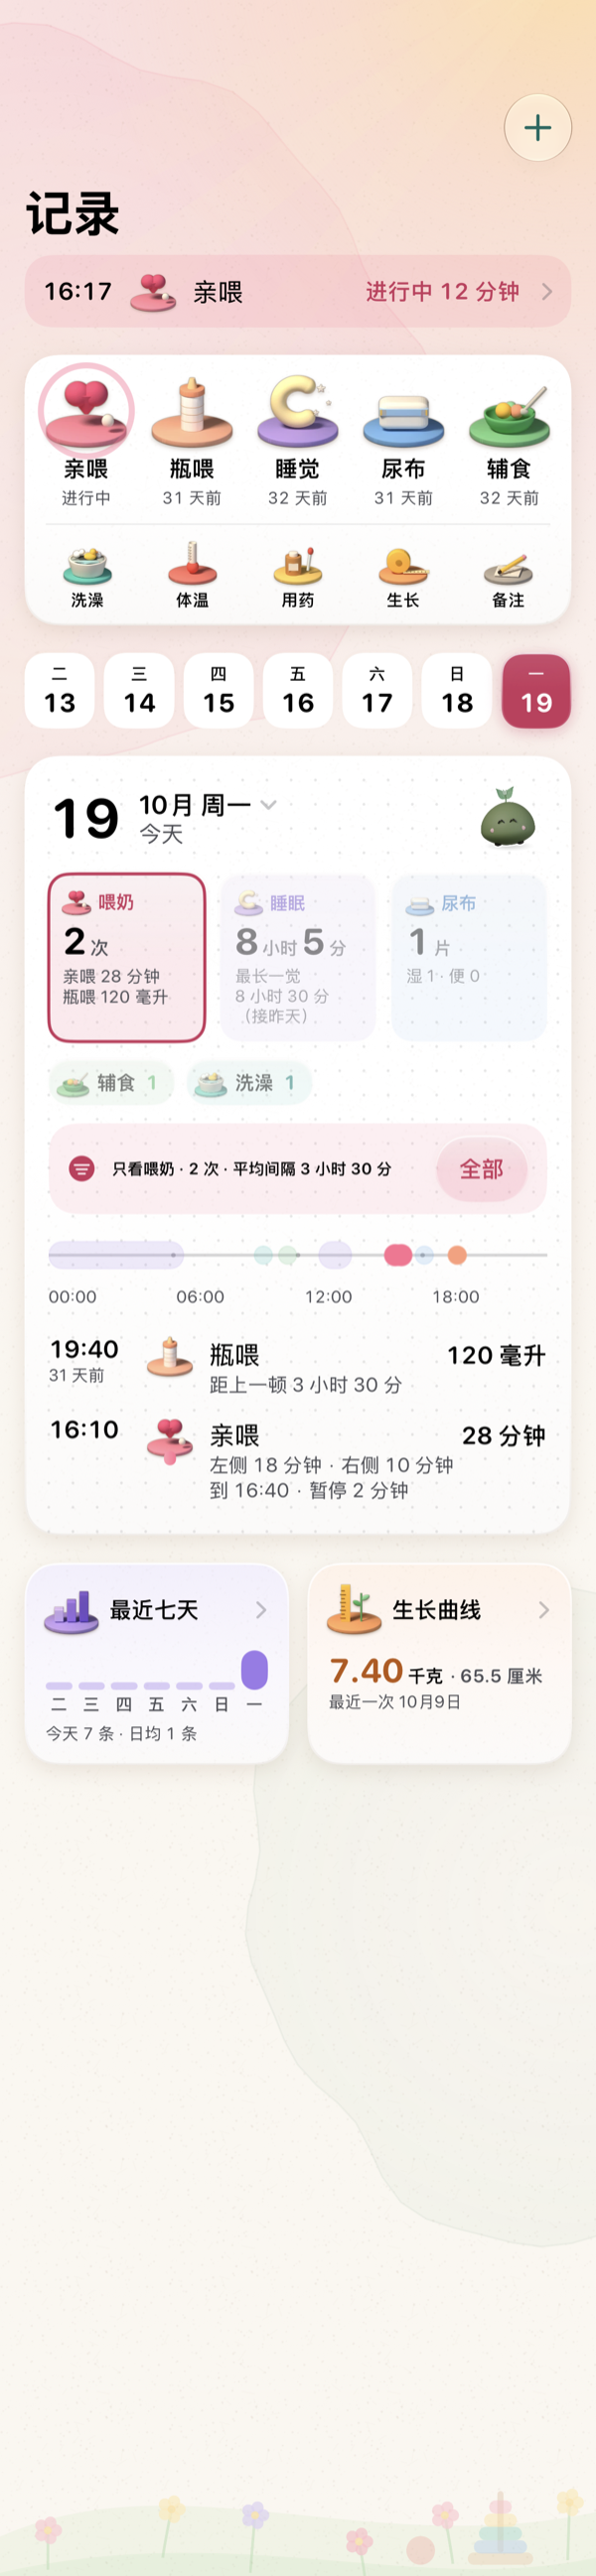 记录
16:17 亲喂 进行中 12 分钟
亲喂 瓶喂 睡觉 尿布 辅食
进行中 31 天前 32 天前 31 天前 32 天前
洗澡 体温 用药 生长 备注
二 三 四 五 六 日 一
13 14 15 16 17 18 19
19 10月 周一
今天
喂奶
2 次
亲喂 28 分钟
瓶喂 120 毫升
睡眠
8 小时 5 分
最长一觉
8 小时 30 分
（接昨天）
尿布
1 片
湿 1 · 便 0
辅食 1 洗澡 1
只看喂奶 · 2 次 · 平均间隔 3 小时 30 分 全部
00:00 06:00 12:00 18:00
19:40 瓶喂 120 毫升
31 天前 距上一顿 3 小时 30 分
16:10 亲喂 28 分钟
左侧 18 分钟 · 右侧 10 分钟
到 16:40 · 暂停 2 分钟
最近七天
二 三 四 五 六 日 一
今天 7 条 · 日均 1 条
生长曲线
7.40 千克 · 65.5 厘米
最近一次 10月9日